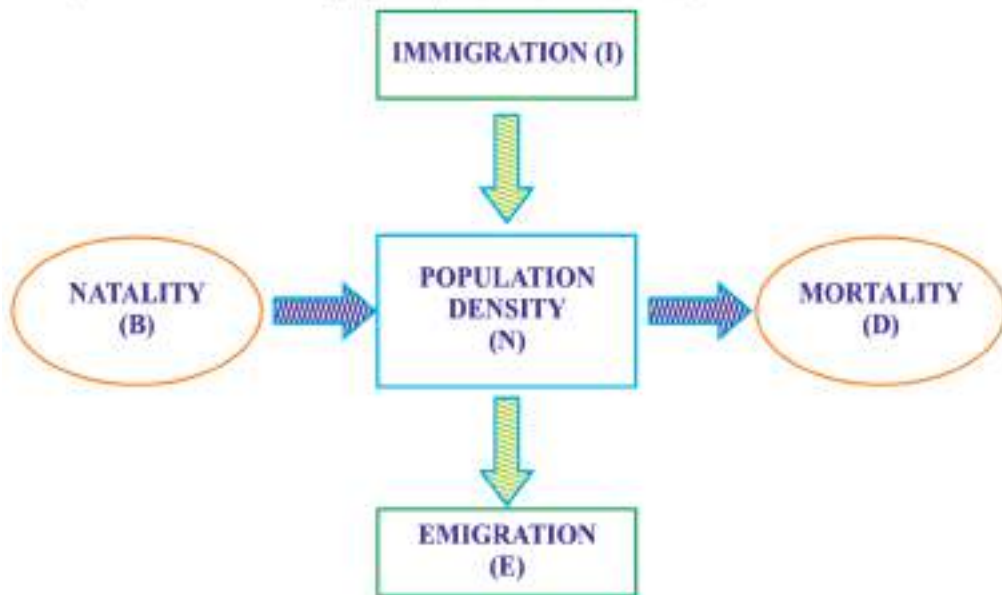 IMMIGRATION (I)
NATALITY
(B)
POPULATION
DENSITY
(N)
MORTALITY
(D)
EMIGRATION
(E)